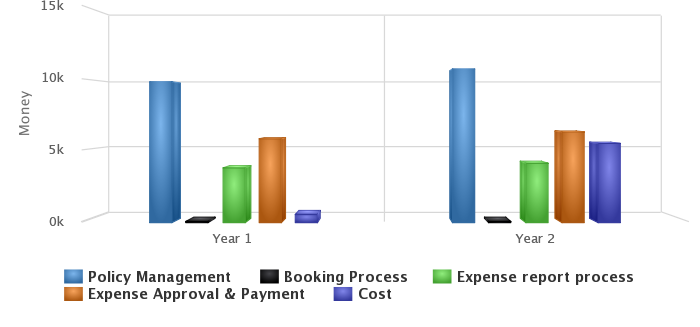 15k
10k
5k
0k
Money
Year 1
Year 2
Policy Management
Booking Process
Expense report process
Expense Approval & Payment
Cost